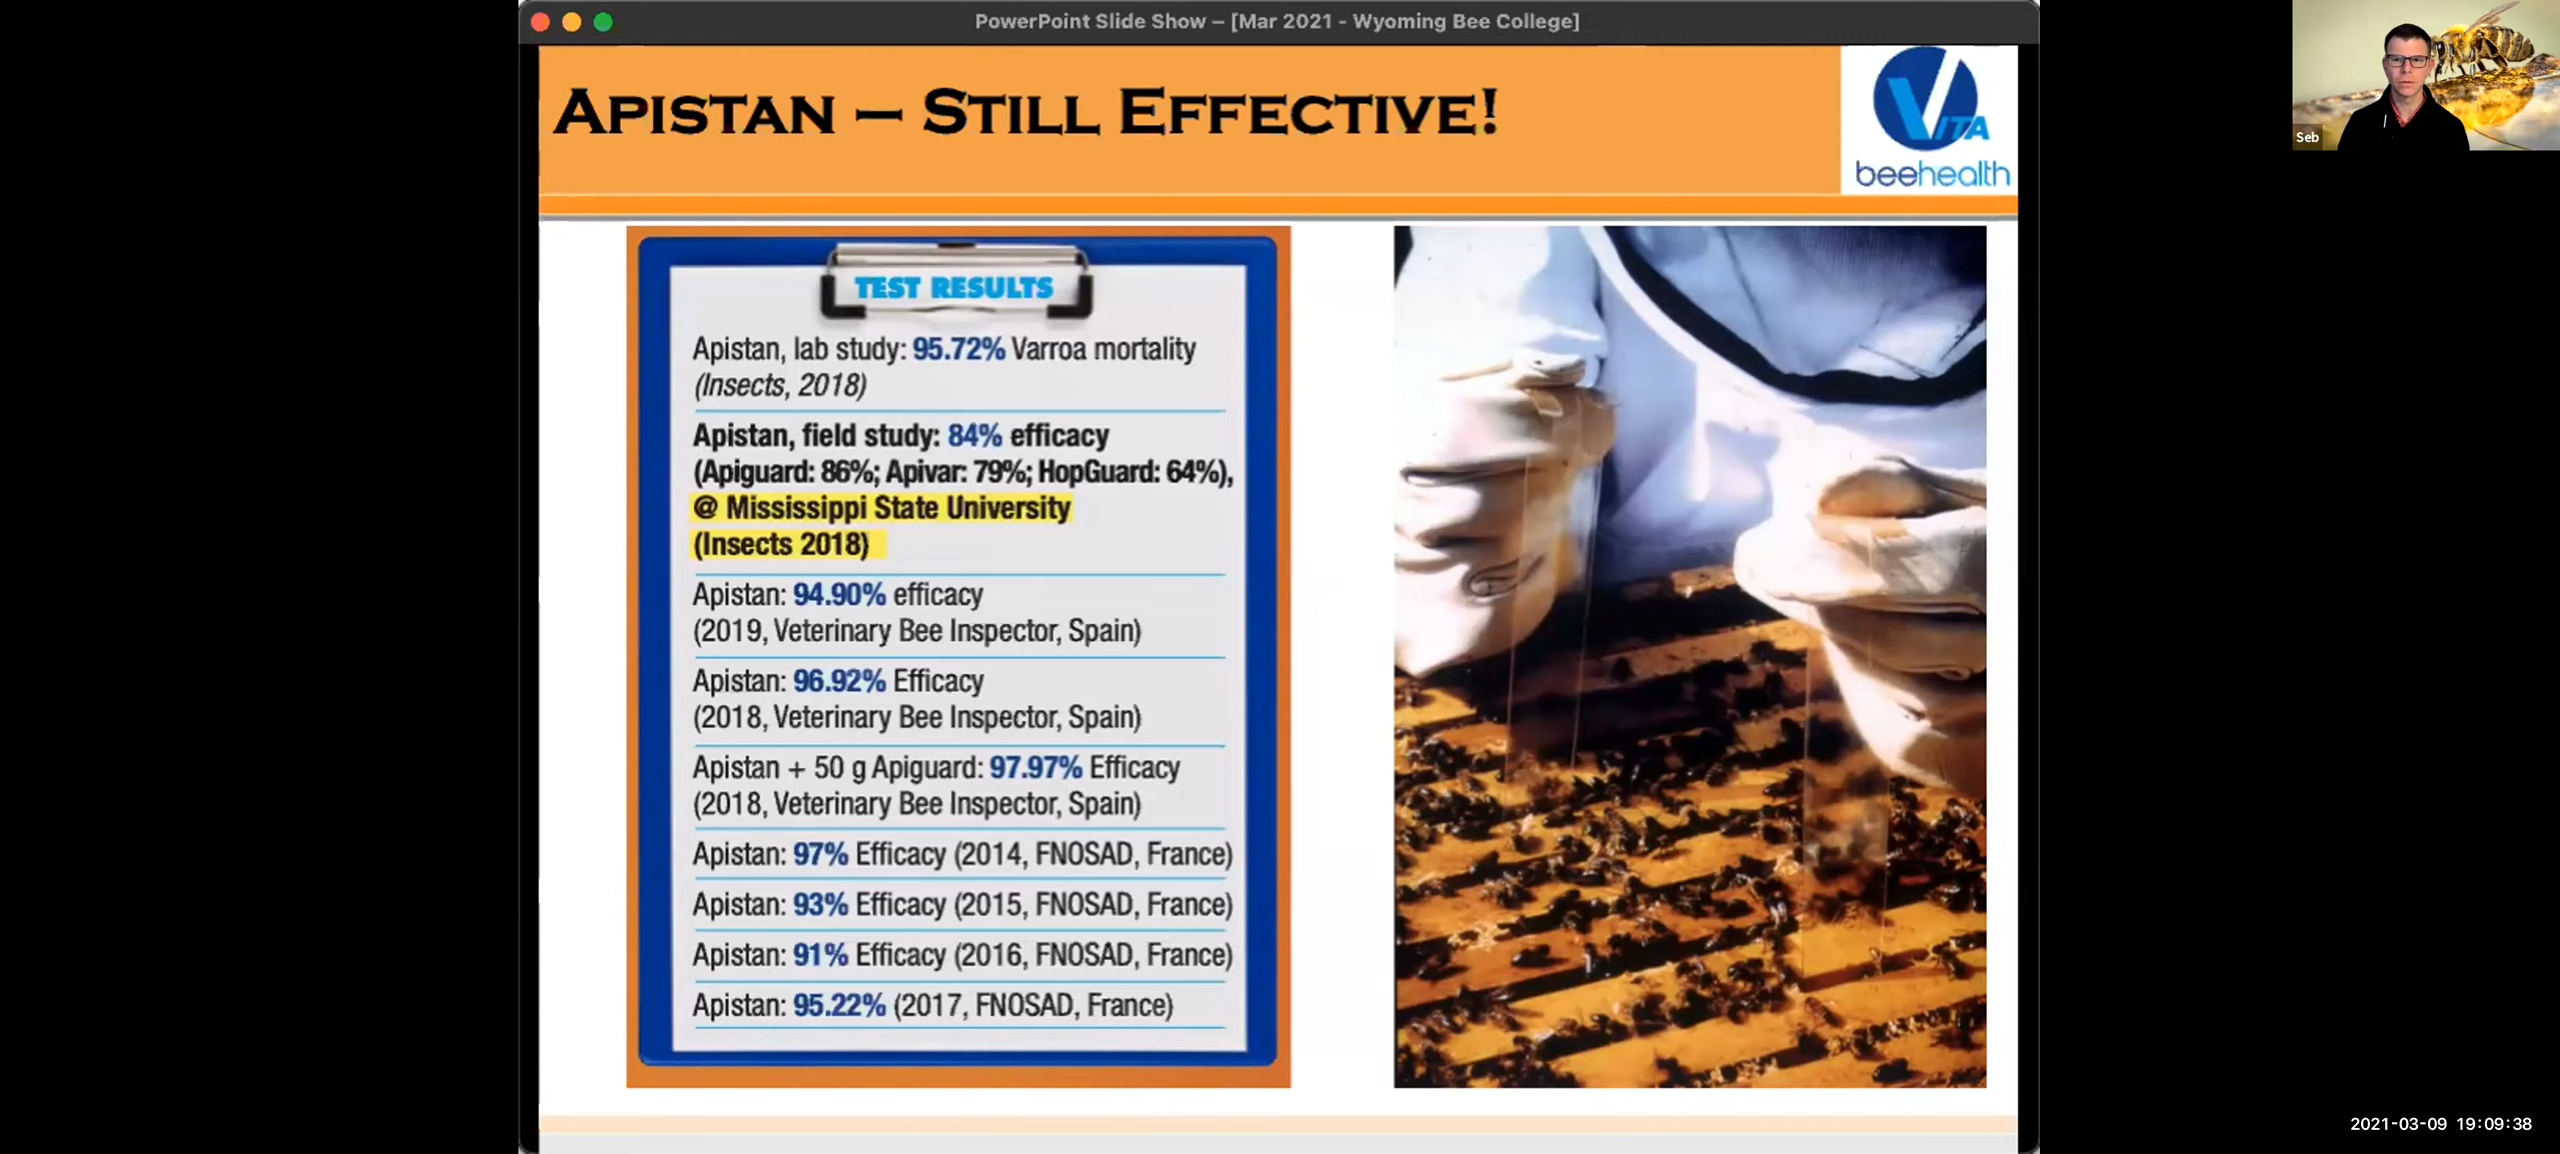 PowerPoint Slide Show – [Mar 2021 - Wyoming Bee College]
APISTAN – STILL EFFECTIVE!
VITA
beehealth
Seb
TEST RESULTS
Apistan, lab study: 95.72% Varroa mortality
(Insects, 2018)
Apistan, field study: 84% efficacy
(Apiguard: 86%; Apivar: 79%; HopGuard: 64%),
@ Mississippi State University
(Insects 2018)
Apistan: 94.90% efficacy
(2019, Veterinary Bee Inspector, Spain)
Apistan: 96.92% Efficacy
(2018, Veterinary Bee Inspector, Spain)
Apistan + 50 g Apiguard: 97.97% Efficacy
(2018, Veterinary Bee Inspector, Spain)
Apistan: 97% Efficacy (2014, FNOSAD, France)
Apistan: 93% Efficacy (2015, FNOSAD, France)
Apistan: 91% Efficacy (2016, FNOSAD, France)
Apistan: 95.22% (2017, FNOSAD, France)
2021-03-09 19:09:38